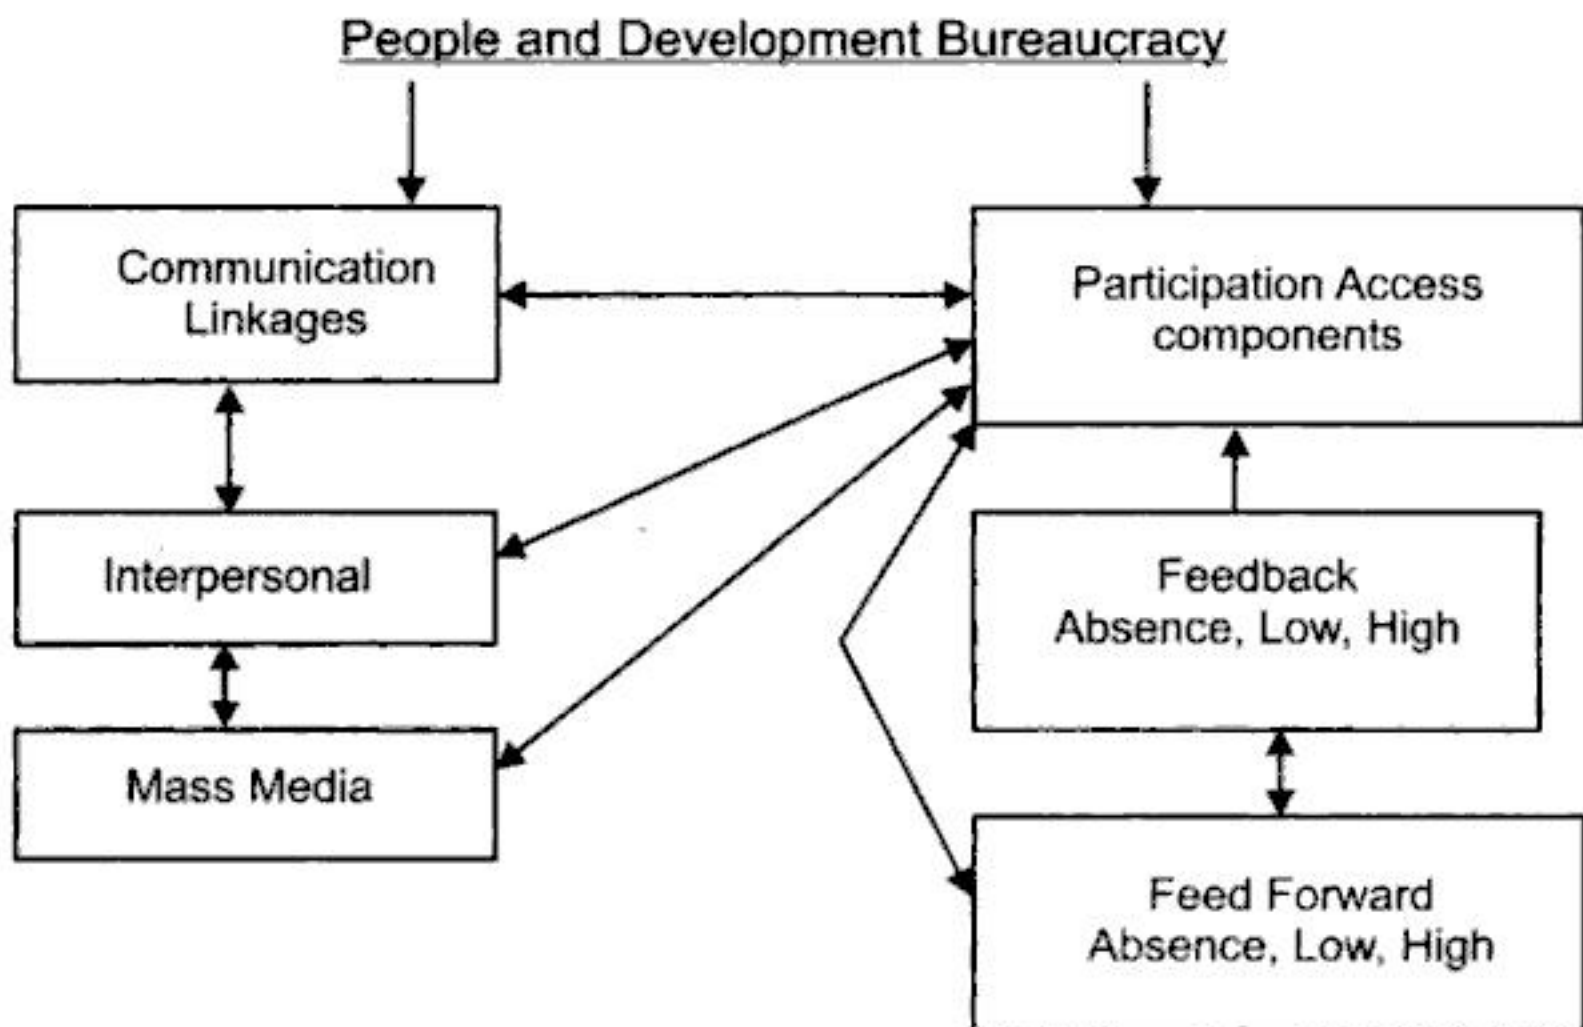 People and Development Bureaucracy
Communication
Linkages
Participation Access
components
Interpersonal
Feedback
Absence, Low, High
Mass Media
Feed Forward
Absence, Low, High